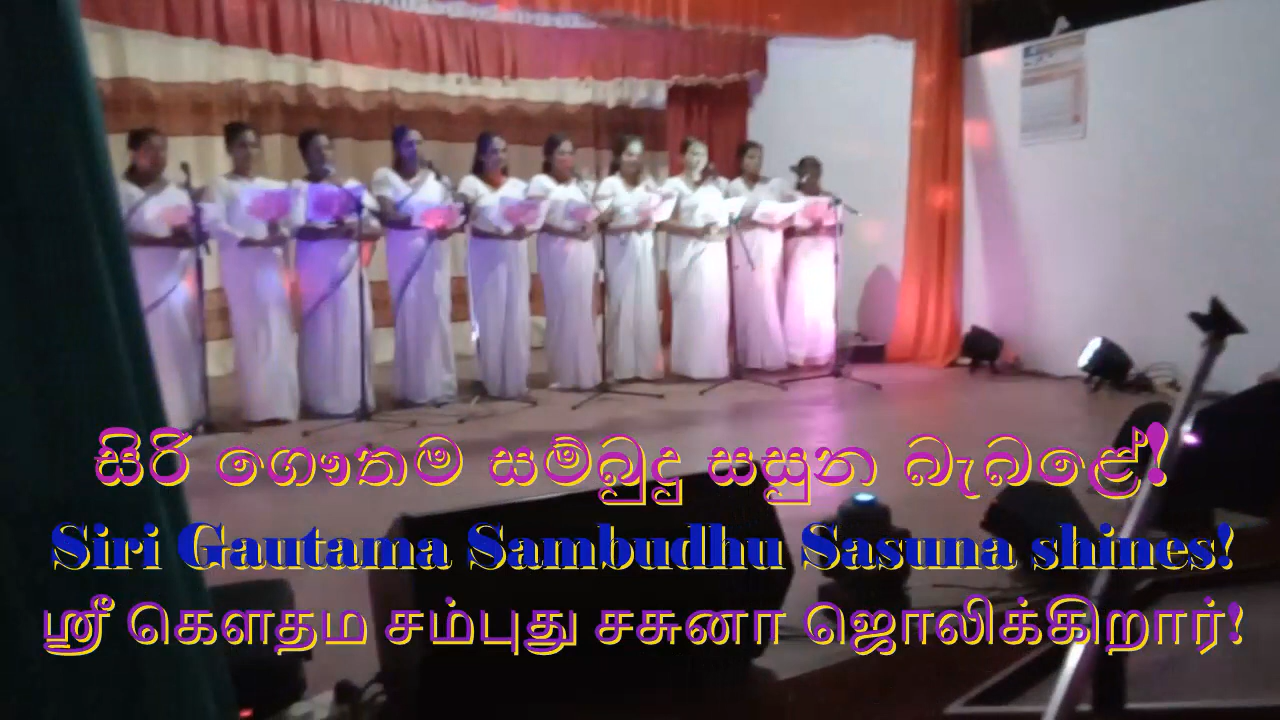 සිරි ගෞතම සම්බුදු සසුන බැබළේ!
Siri Gautama Sambudhu Sasuna shines!
ஸ்ரீ கௌதம சம்புது சசுனா ஜொலிக்கிறார்!